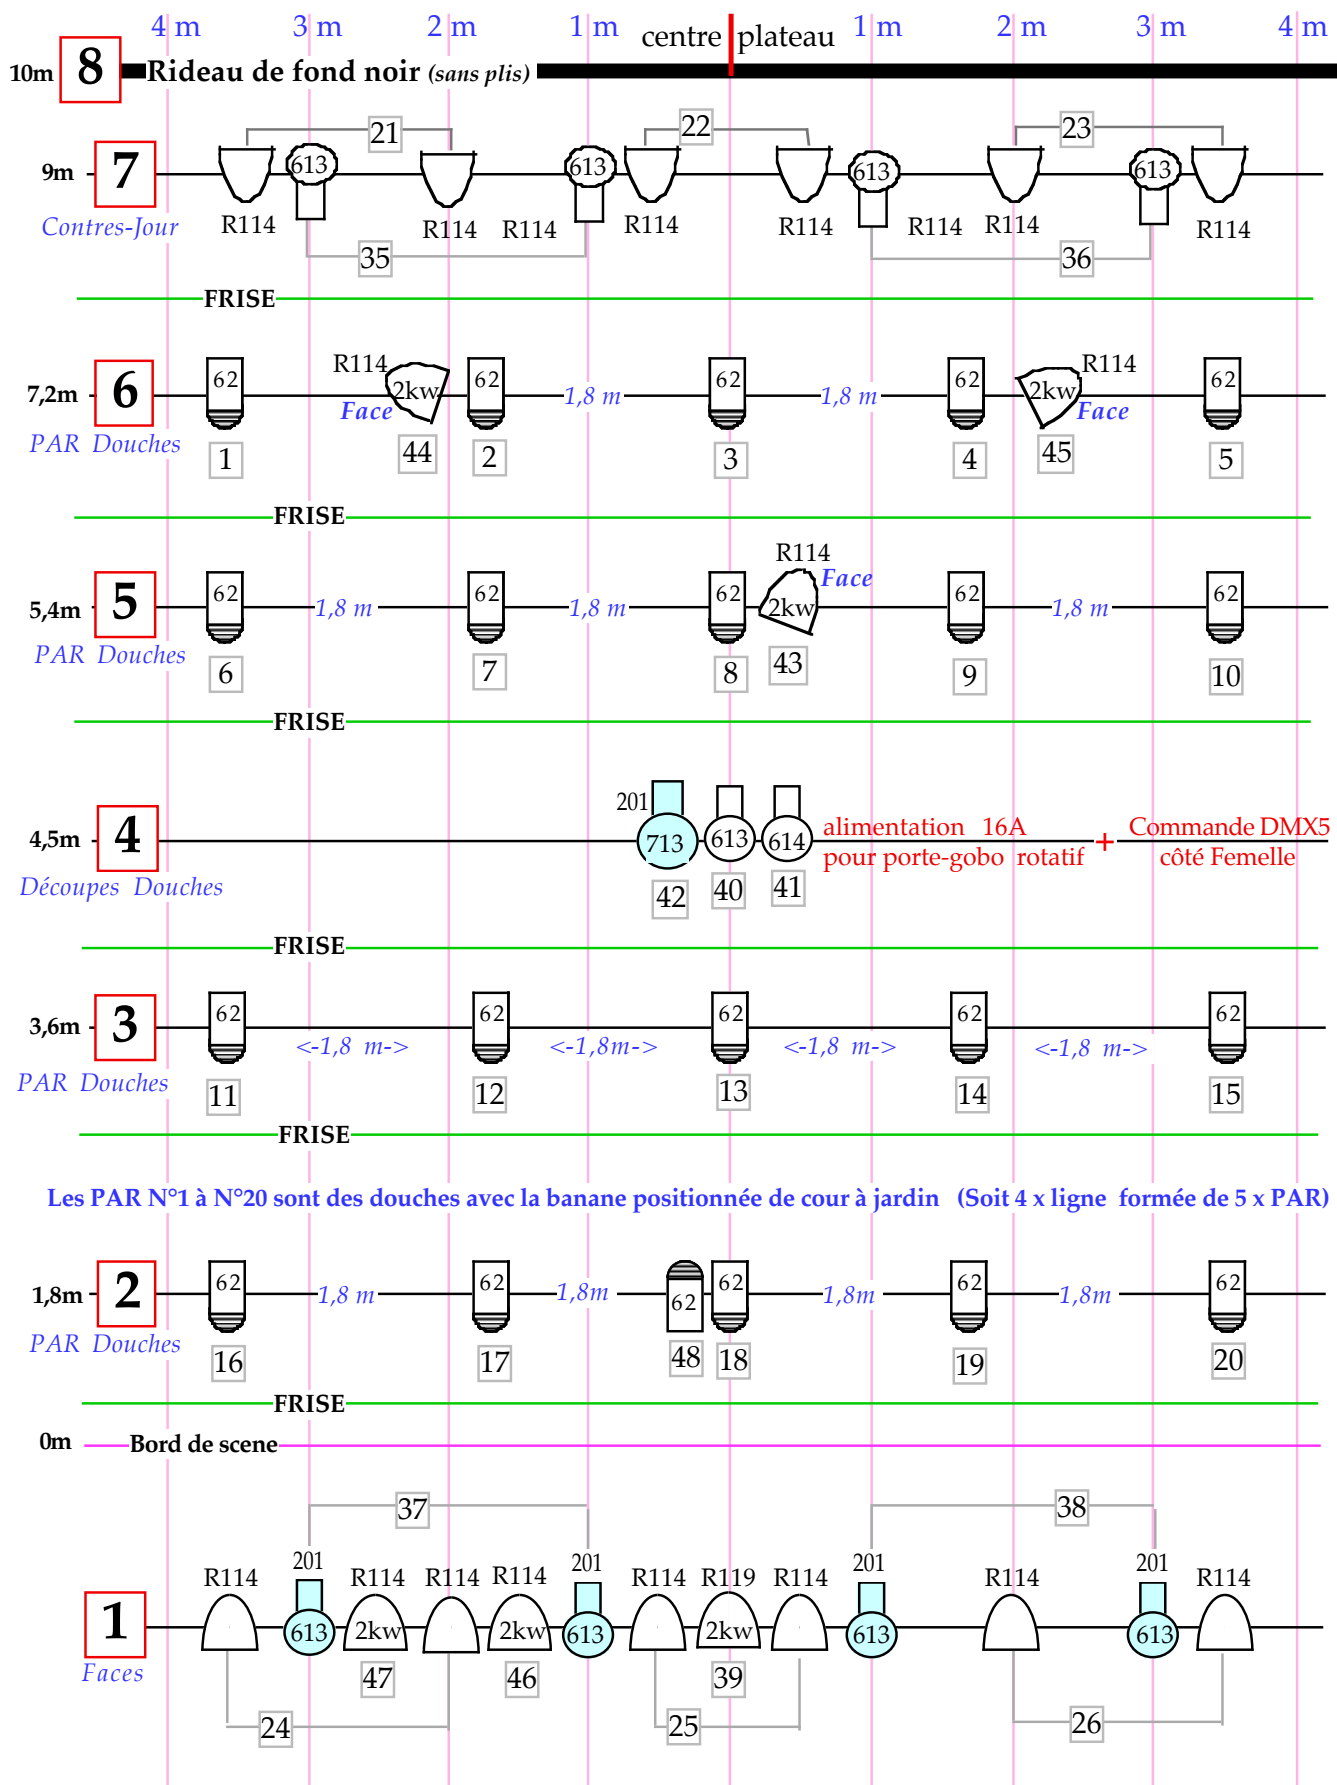 4 m 3 m 2 m 1 m centre plateau 1 m 2 m 3 m 4 m
10m 8 Rideau de fond noir (sans plis)
21 22 23
613 613 613 613
9m 7
Contres-Jour R114 R114 R114 R114 R114 R114 R114 R114
35 36
FRISE
R114 R114
7,2m 6 62 2kw 62 1,8 m 62 1,8 m 62 2kw 62
Face Face
PAR Douches
1 44 2 3 4 45 5
FRISE
R114
Face
5,4m 5 62 1,8 m 62 1,8 m 62 2kw 62 1,8 m 62
PAR Douches
6 7 8 43 9 10
FRISE
201
4,5m 4 713 613 614 alimentation 16A + Commande DMX5
pour porte-gobo rotatif côté Femelle
Découpes Douches
42 40 41
FRISE
3,6m 3 62 62 62 62 62
<-1,8 m-> <-1,8m-> <-1,8 m-> <-1,8 m->
PAR Douches
11 12 13 14 15
FRISE
Les PAR N°1 à N°20 sont des douches avec la banane positionnée de cour à jardin (Soit 4 x ligne formée de 5 x PAR)
1,8m 2 62 1,8 m 62 1,8m 62 62 1,8m 62 1,8m 62
PAR Douches
16 17 48 18 19 20
FRISE
0m Bord de scene
37 38
201 201 201 201
R114 R114 R114 R114 R114 R119 R114 R114 R114
1 613 2kw 2kw 613 2kw 613 613
Faces
47 46 39
24 25 26